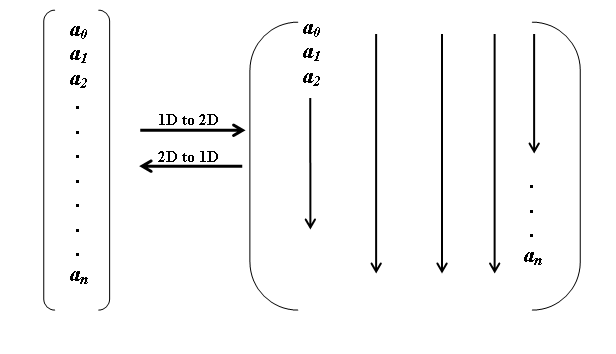 a0
a1
a2
.
.
.
.
.
.
.
an
1D to 2D
2D to 1D
a0
a1
a2
.
.
.
an